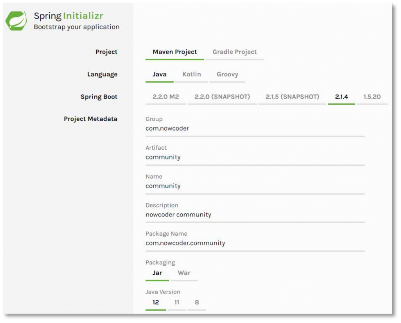 Spring Initializr
Bootstrap your application
Project
Maven Project Gradle Project
Language
Java Kotlin Groovy
Spring Boot
2.2.0 M2 2.2.0 (SNAPSHOT) 2.1.5 (SNAPSHOT) 2.1.4 1.5.20
Project Metadata
Group
com.nowcoder
Artifact
community
Name
community
Description
nowcoder community
Package Name
com.nowcoder.community
Packaging
Jar War
Java Version
12 11 8